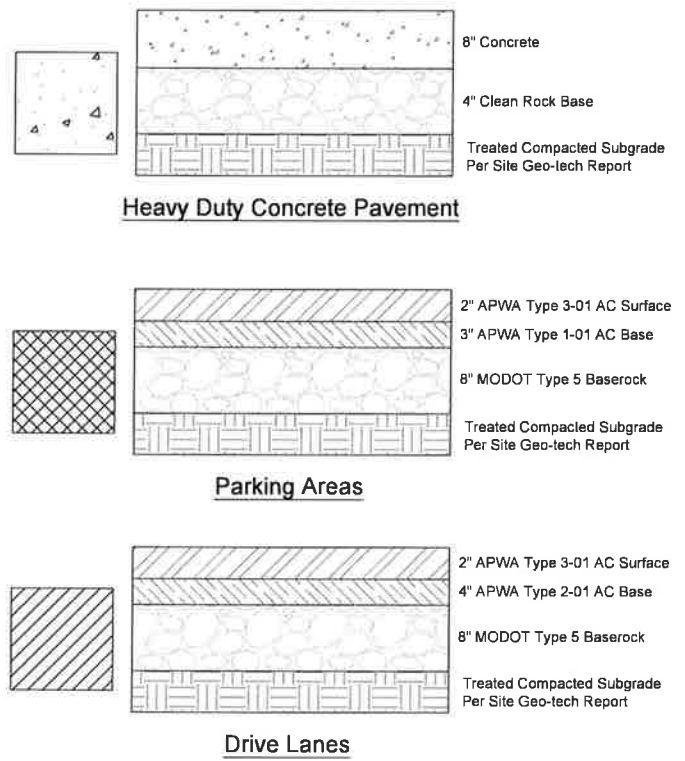 8" Concrete
4" Clean Rock Base
Treated Compacted Subgrade
Per Site Geo-tech Report
Heavy Duty Concrete Pavement
2" APWA Type 3-01 AC Surface
3" APWA Type 1-01 AC Base
8" MODOT Type 5 Baserock
Treated Compacted Subgrade
Per Site Geo-tech Report
Parking Areas
2" APWA Type 3-01 AC Surface
4" APWA Type 2-01 AC Base
8" MODOT Type 5 Baserock
Treated Compacted Subgrade
Per Site Geo-tech Report
Drive Lanes